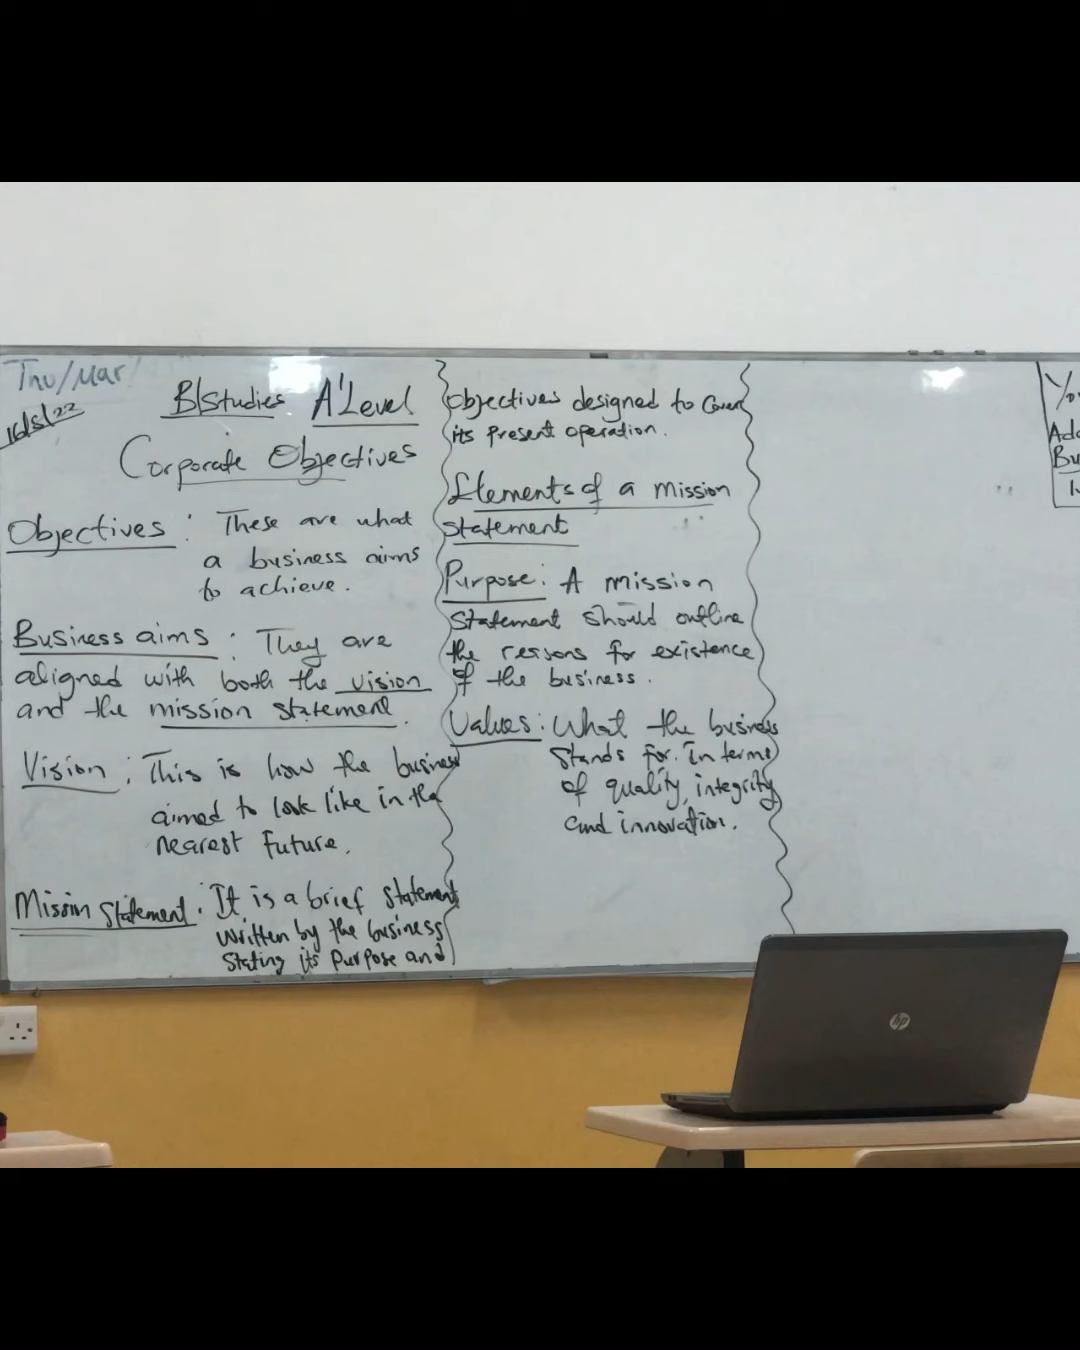 Thu/Mar
16/5/22
B/Studies A'Level
Corporate Objectives
Objectives : These are what
a business aims
to achieve.
Business aims : They are
aligned with both the vision
and the mission statement.
Vision : This is how the business
aimed to look like in the
nearest future.
Missim Statement : It is a brief statement
written by the business
stating its purpose and
objectives designed to Cover
its present operation.
Elements of a mission
statement
Purpose : A mission
statement should outline
the reasons for existence
of the business.
Values : What the business
stands for. In terms
of quality, integrity
and innovation.
hp